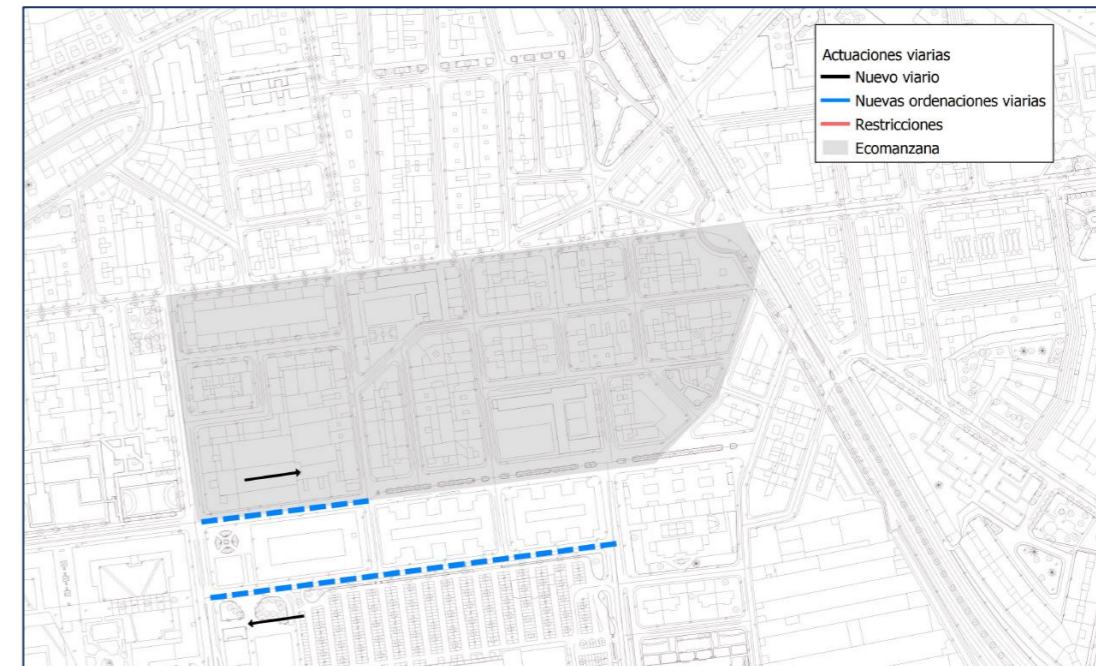 Actuaciones viarias
Nuevo viario
Nuevas ordenaciones viarias
Restricciones
Ecomanzana